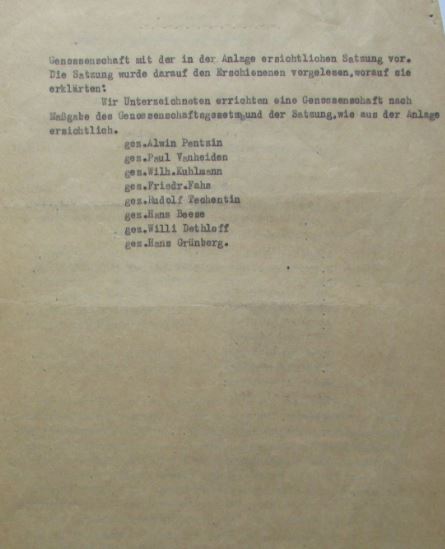 Genossenschaft mit der in der Anlage ersichtlichen Satzung vor.
Die Satzung wurde darauf den Erschienenen vorgelesen,worauf sie
erklärten:
Wir Unterzeichneten errichten eine Genossenschaft nach
Maßgabe des und der Satzung,wie aus der Anlage
ersichtlich.
gez.Alwin Pentzin
gez.Paul Vanheiden
gez.Wilh.Kuhlmann
gez.Friedr.Fahs
gez.Rudolf Techentin
gez.Hans Beese
gez.Willi Dethloff
gez.Hans Grünberg.